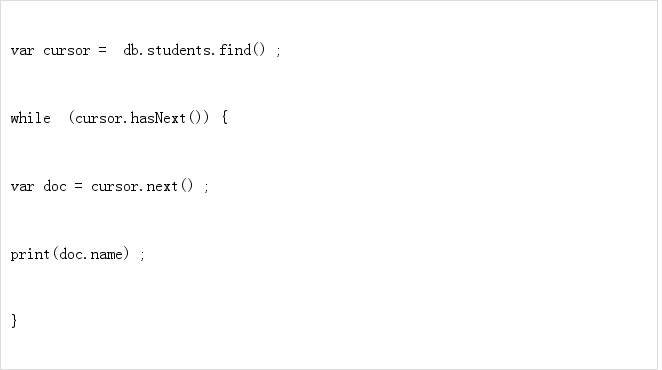 var cursor =  db.students.find() ;
while  (cursor.hasNext()) {
var doc = cursor.next() ;
print(doc.name) ;
}